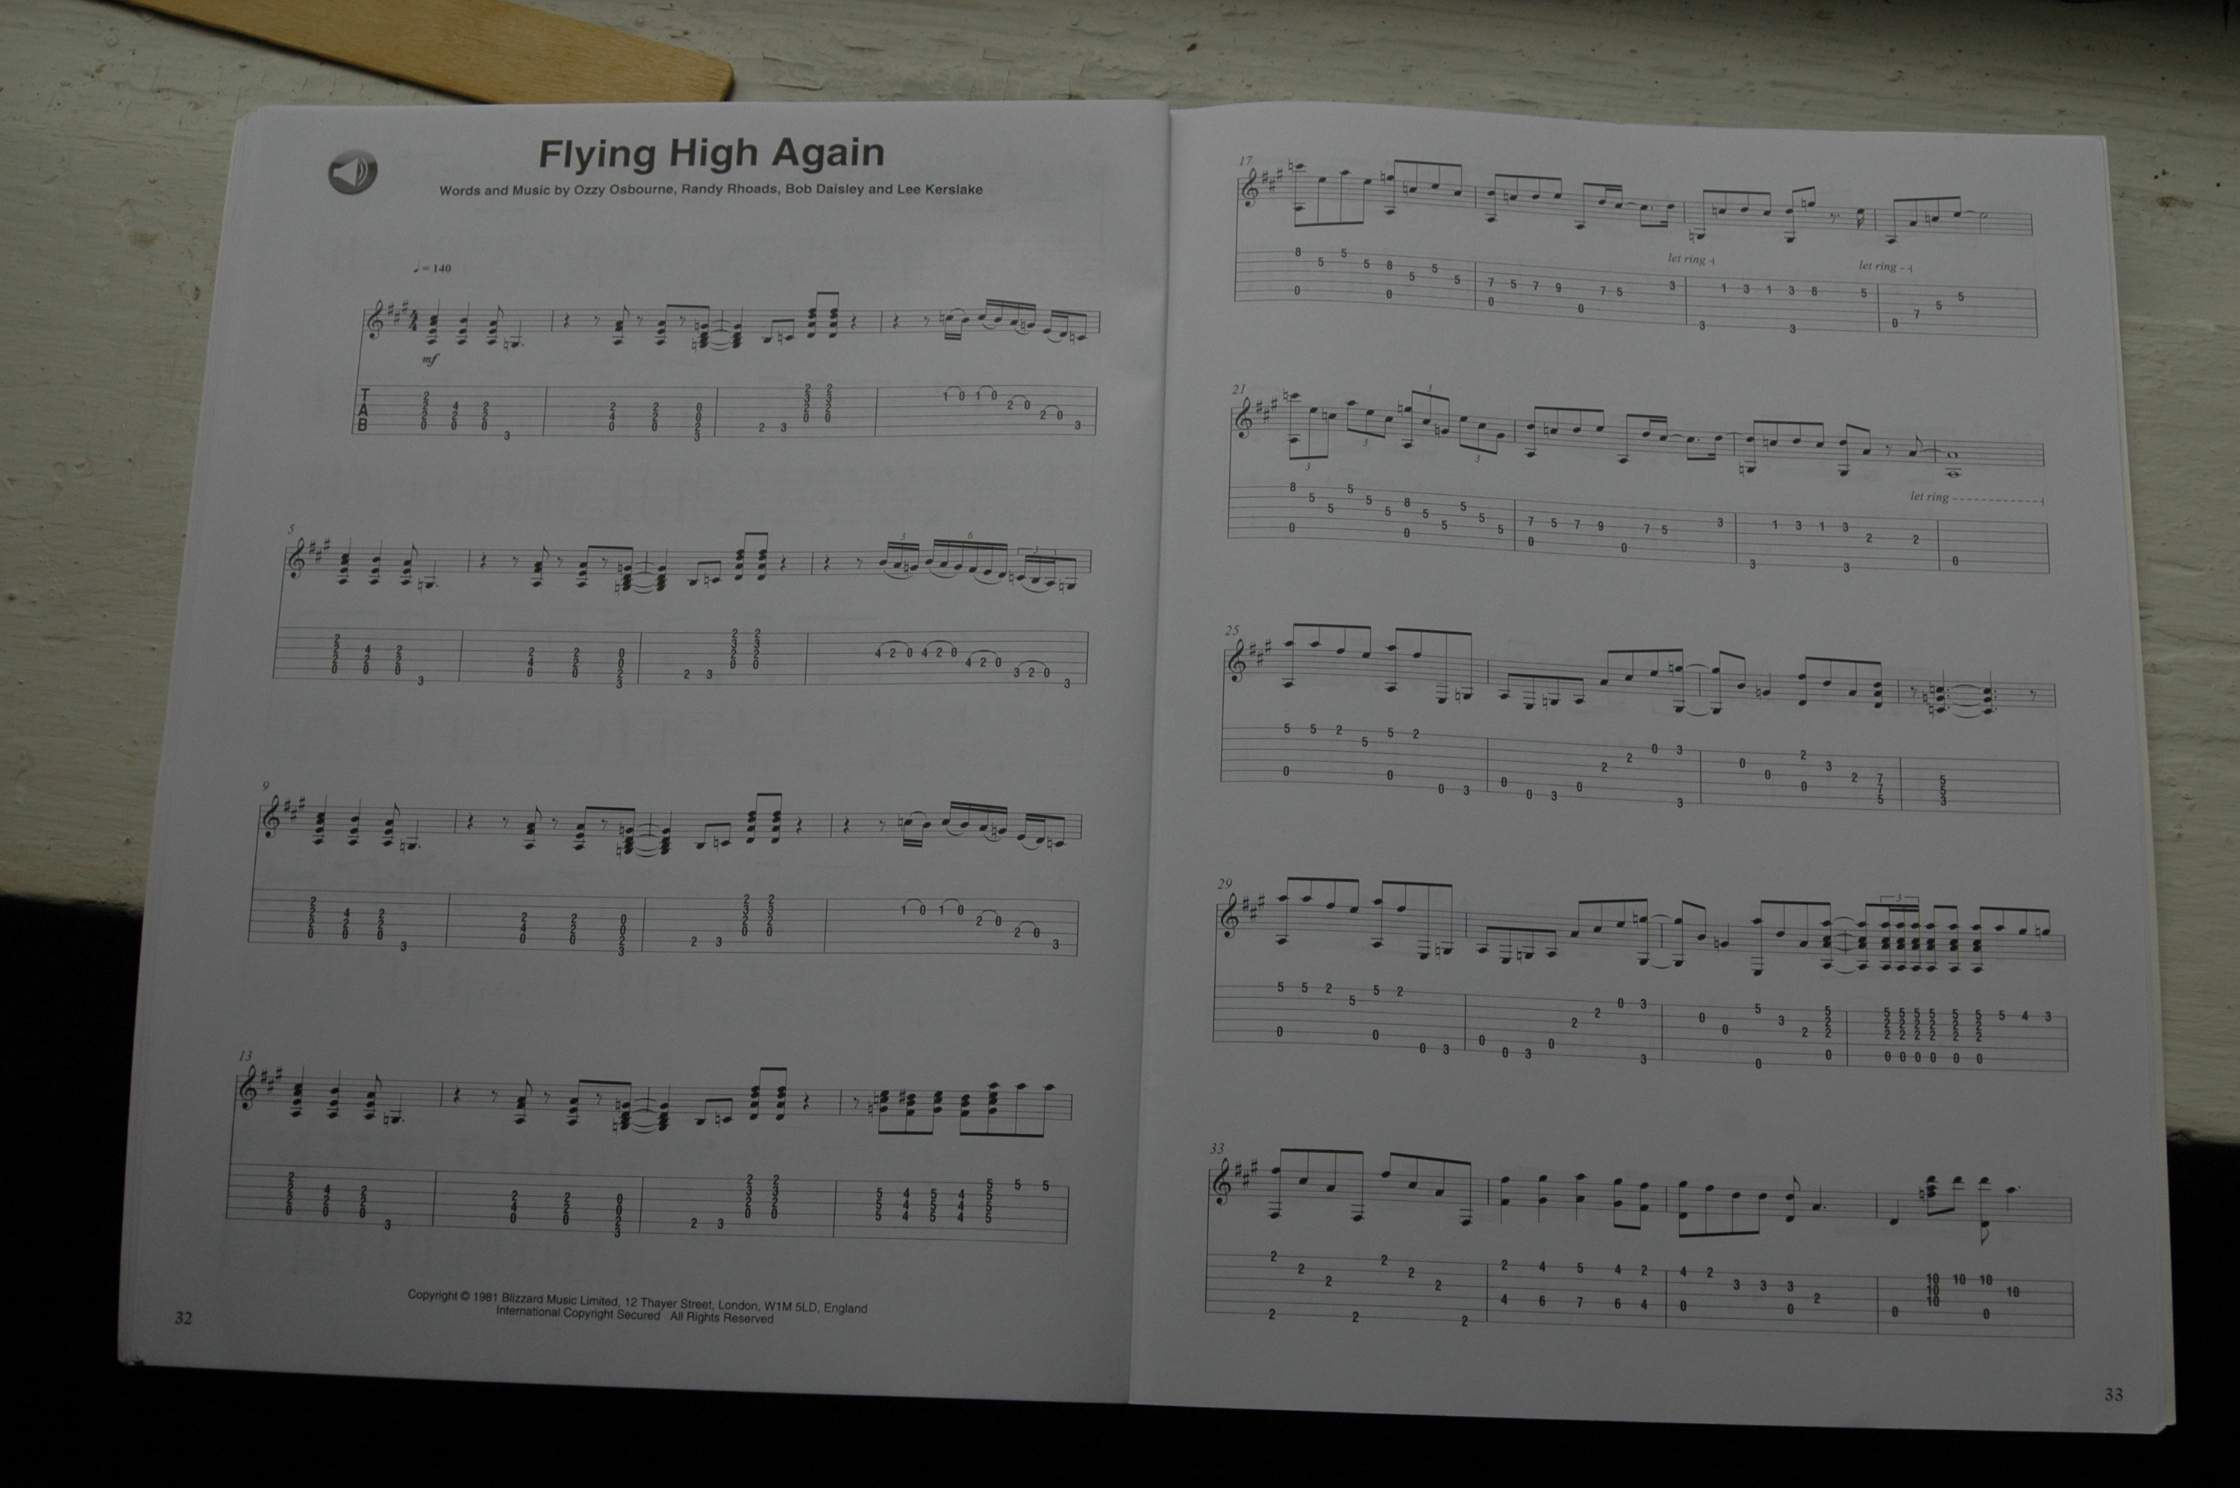 Flying High Again
Words and Music by Ozzy Osbourne, Randy Rhoads, Bob Daisley and Lee Kerslake
♩ = 140
mf
T
A
B
5
9
13
Copyright © 1981 Blizzard Music Limited, 12 Thayer Street, London, W1M 5LD, England
International Copyright Secured   All Rights Reserved
32
17
let ring
let ring
21
let ring
25
29
33
33